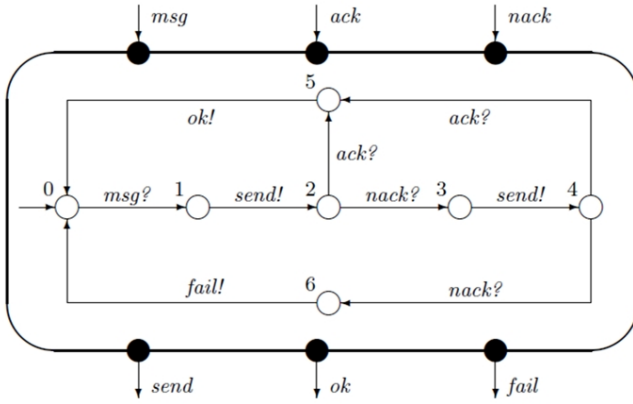 msg ack nack
5
ok! ack?
ack?
0 msg? 1 send! 2 nack? 3 send! 4
fail! 6 nack?
send ok fail